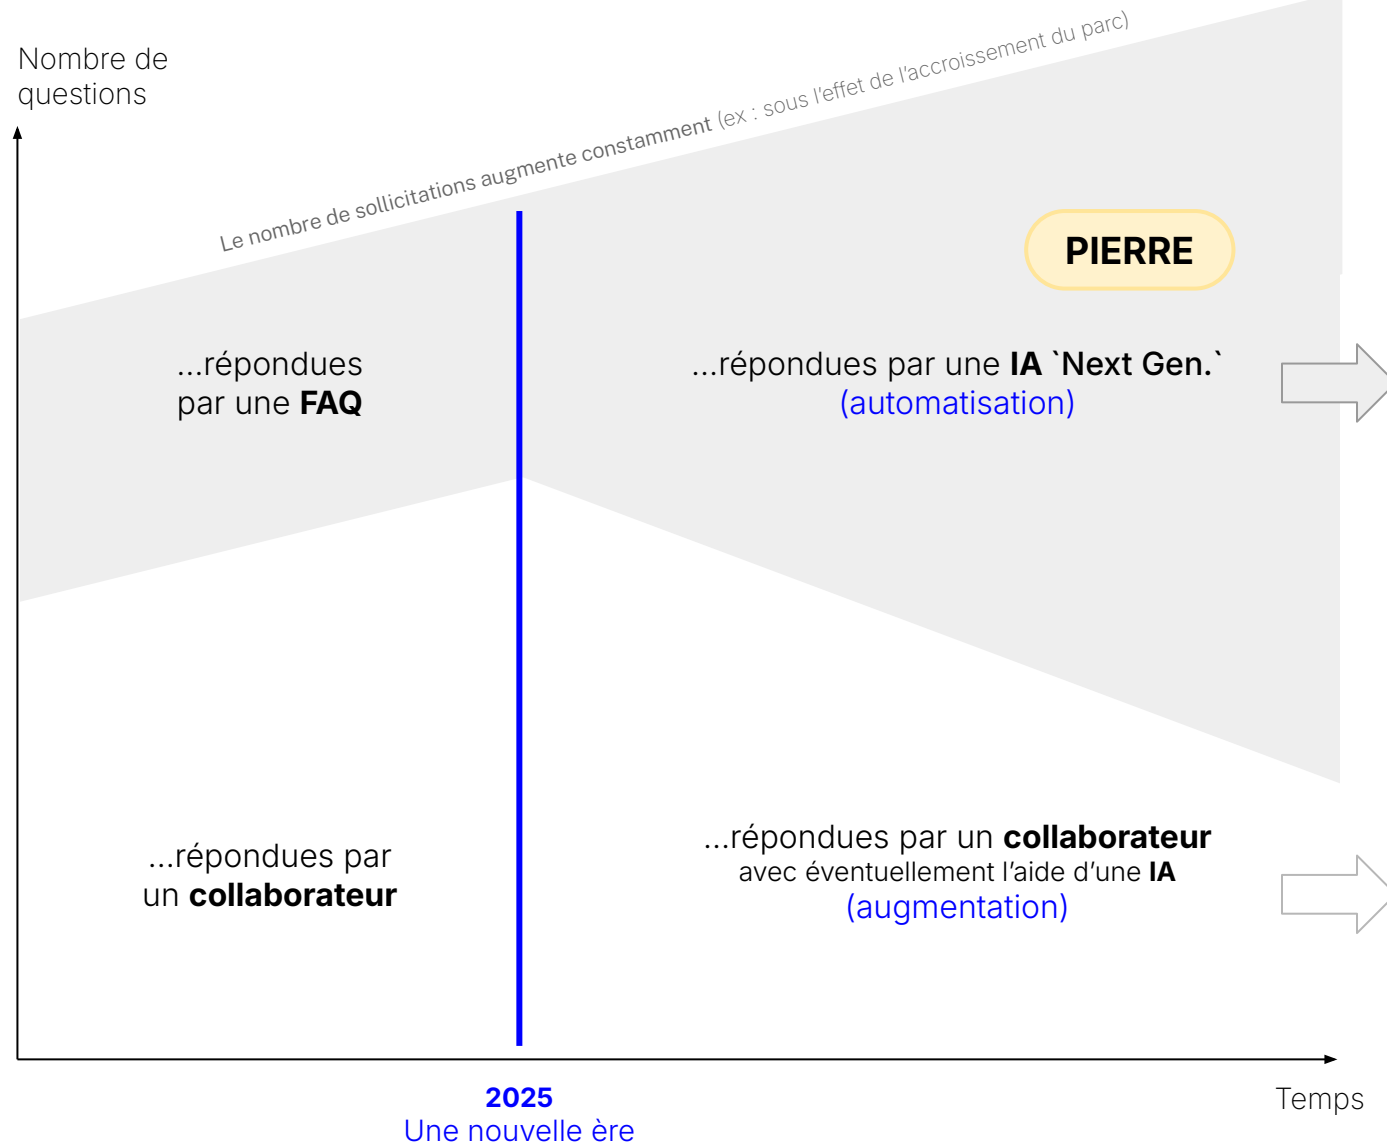 Nombre de
questions
Le nombre de sollicitations augmente constamment (ex : sous l’effet de l’accroissement du parc)
PIERRE
...répondues
par une FAQ
...répondues par une IA `Next Gen.`
(automatisation)
...répondues par
un collaborateur
...répondues par un collaborateur
avec éventuellement l’aide d’une IA
(augmentation)
2025
Une nouvelle ère
Temps